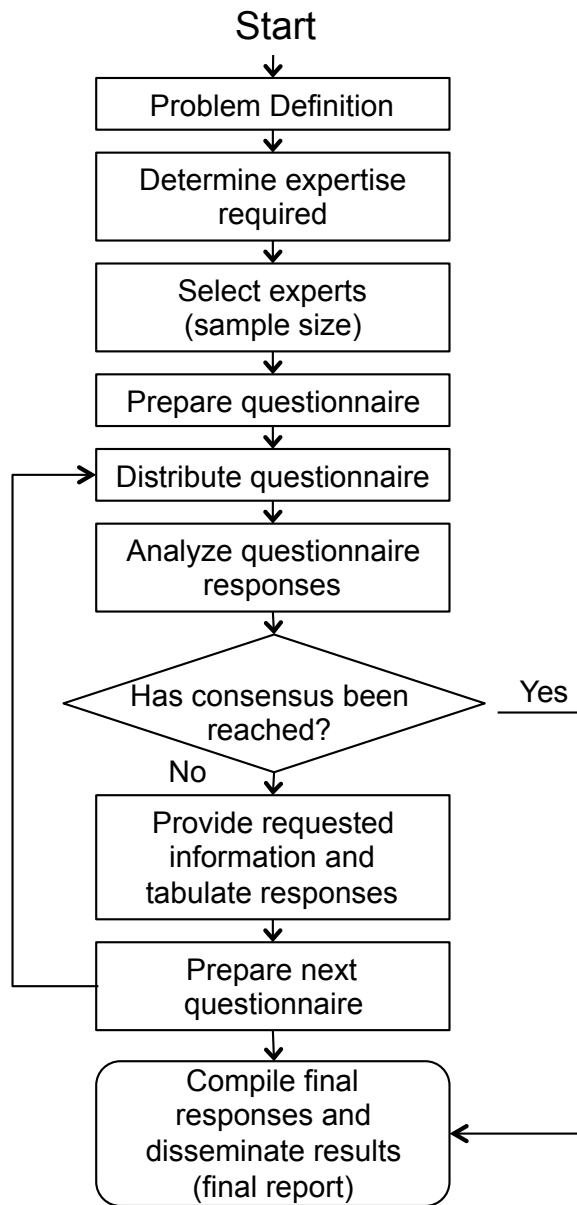 Start
Problem Definition
Determine expertise
required
Select experts
(sample size)
Prepare questionnaire
Distribute questionnaire
Analyze questionnaire
responses
Has consensus been
reached?
Yes
No
Provide requested
information and
tabulate responses
Prepare next
questionnaire
Compile final
responses and
disseminate results
(final report)